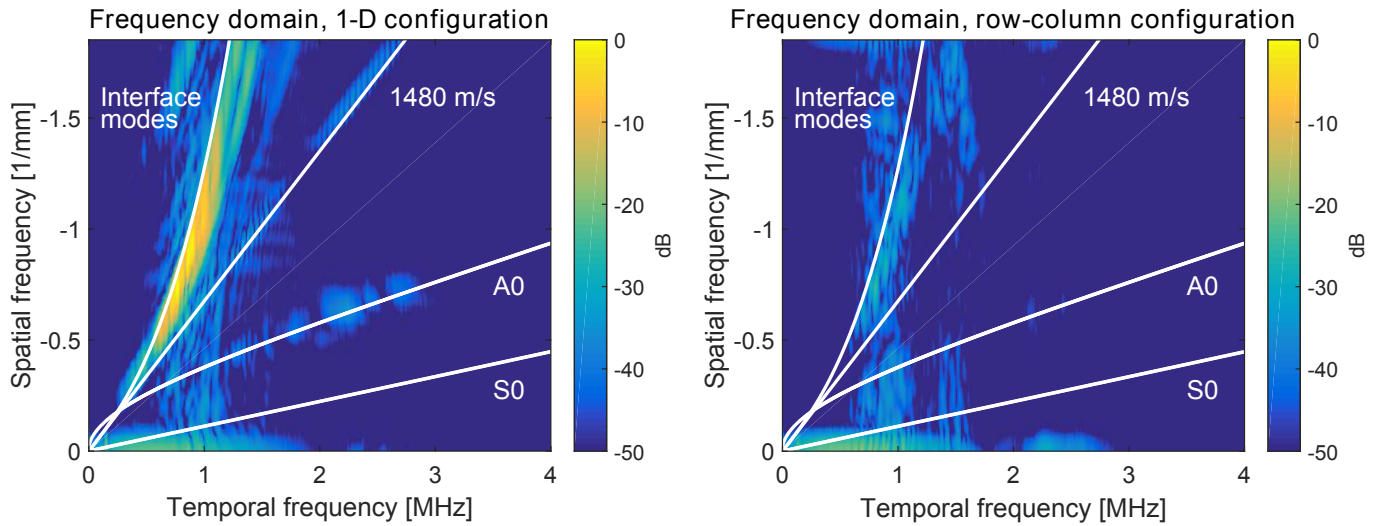 Frequency domain, 1-D configuration
Spatial frequency [1/mm]
-1.5
-1
-0.5
0
Interface
modes
1480 m/s
A0
S0
0
1
2
3
4
Temporal frequency [MHz]
0
-10
-20
-30
-40
-50
dB
Frequency domain, row-column configuration
Spatial frequency [1/mm]
-1.5
-1
-0.5
0
Interface
modes
1480 m/s
A0
S0
0
1
2
3
4
Temporal frequency [MHz]
0
-10
-20
-30
-40
-50
dB